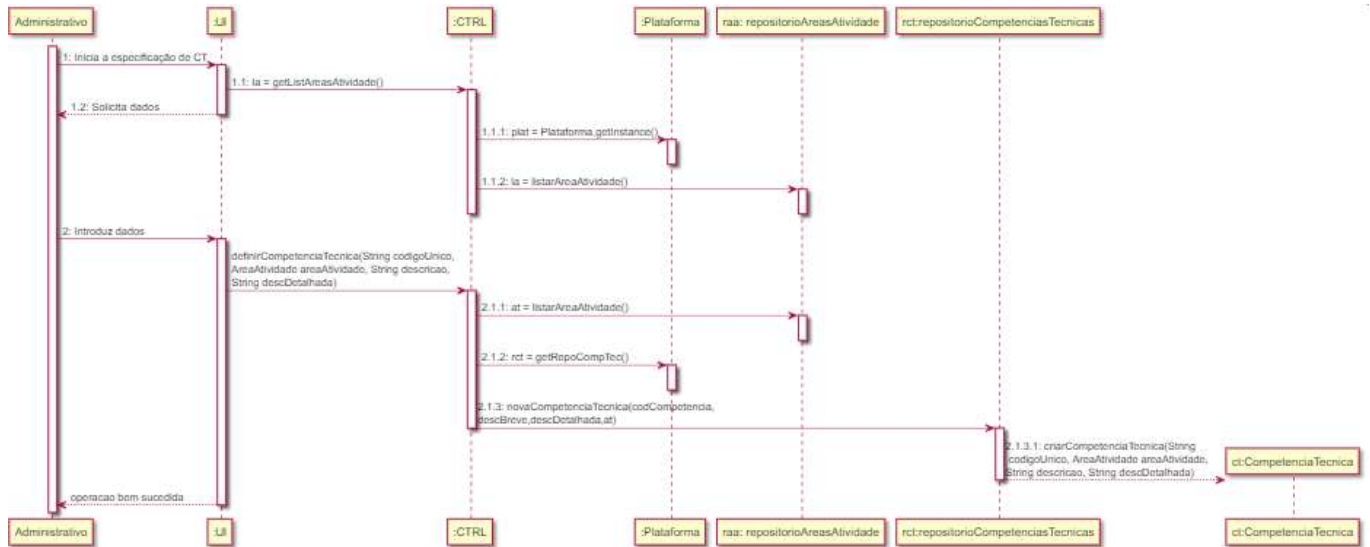 Administrativo
:UI
:CTRL
:Plataforma
raa: repositorioAreasAtividade
rct:repositorioCompetenciasTecnicas
1: Inicia a especificação de CT
1.1: la = getListAreasAtividade()
1.2: Solicita dados
1.1.1: plat = Plataforma.getInstance()
1.1.2: la = listarAreaAtividade()
2: Introduz dados
definirCompetenciaTecnica(String codigoUnico,
AreaAtividade areaAtividade, String descricao,
String descDetalhada)
2.1.1: at = listarAreaAtividade()
2.1.2: rct = getRepoCompTec()
2.1.3: novaCompetenciaTecnica(codCompetencia,
descBreve,descDetalhada,at)
2.1.3.1: criarCompetenciaTecnica(String
codigoUnico, AreaAtividade areaAtividade,
String descricao, String descDetalhada)
ct:CompetenciaTecnica
operacao bem sucedida
Administrativo
:UI
:CTRL
:Plataforma
raa: repositorioAreasAtividade
rct:repositorioCompetenciasTecnicas
ct:CompetenciaTecnica